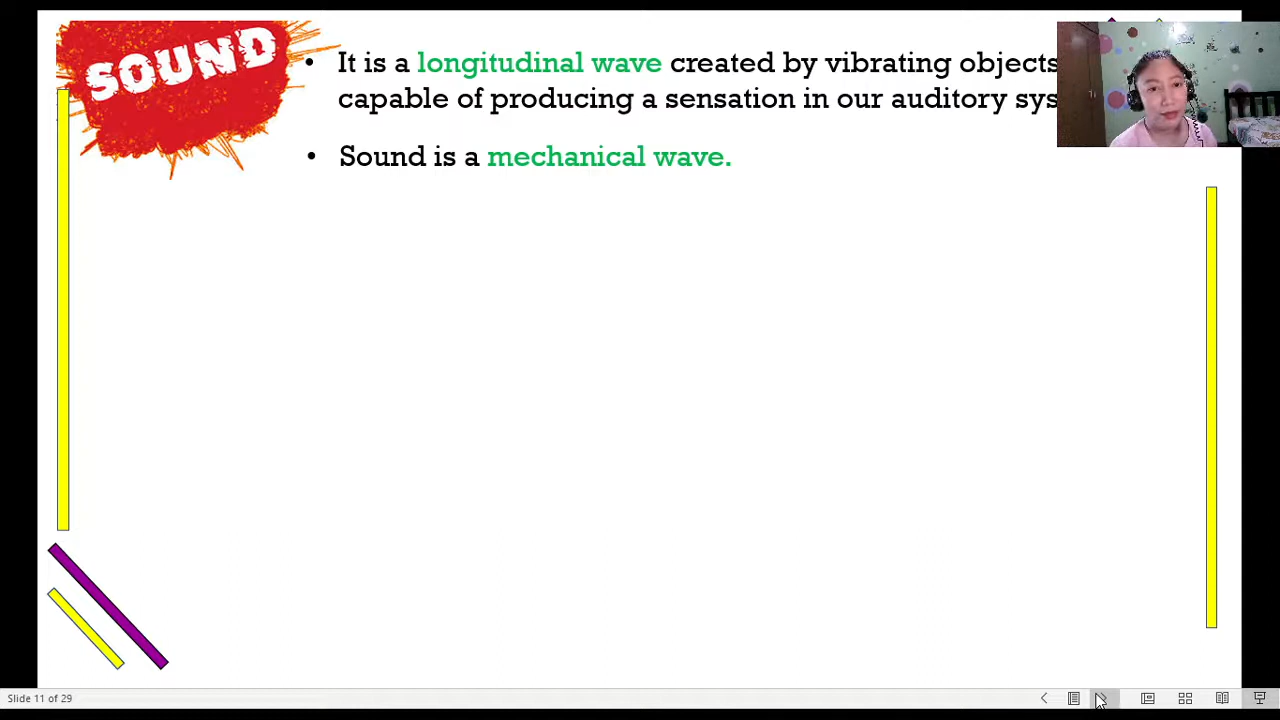 SOUND
• It is a longitudinal wave created by vibrating objects
capable of producing a sensation in our auditory sys
• Sound is a mechanical wave.
Slide 11 of 29